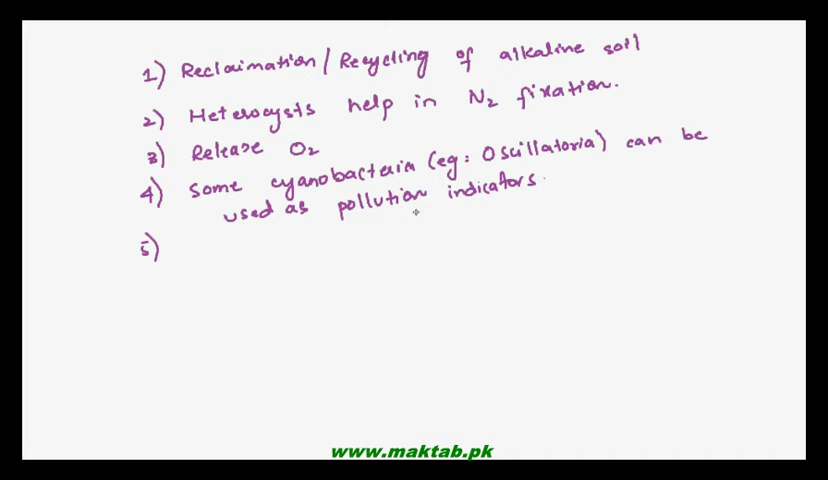 1) Reclaimation / Recycling of alkaline soil
2) Heterocysts help in N₂ fixation.
3) Release O₂
4) Some cyanobacteria (eg: Oscillatoria) can be
used as pollution indicators.
5)
www.maktab.pk